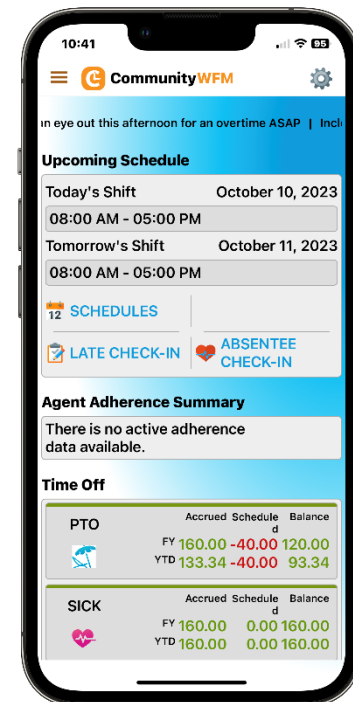 10:41
95
CommunityWFM
an eye out this afternoon for an overtime ASAP | Incl
Upcoming Schedule
Today's Shift October 10, 2023
08:00 AM - 05:00 PM
Tomorrow's Shift October 11, 2023
08:00 AM - 05:00 PM
12 SCHEDULES
LATE CHECK-IN
ABSENTEE
CHECK-IN
Agent Adherence Summary
There is no active adherence
data available.
Time Off
PTO
Accrued Schedule Balance
d
FY 160.00 -40.00 120.00
YTD 133.34 -40.00 93.34
SICK
Accrued Schedule Balance
d
FY 160.00 0.00 160.00
YTD 160.00 0.00 160.00